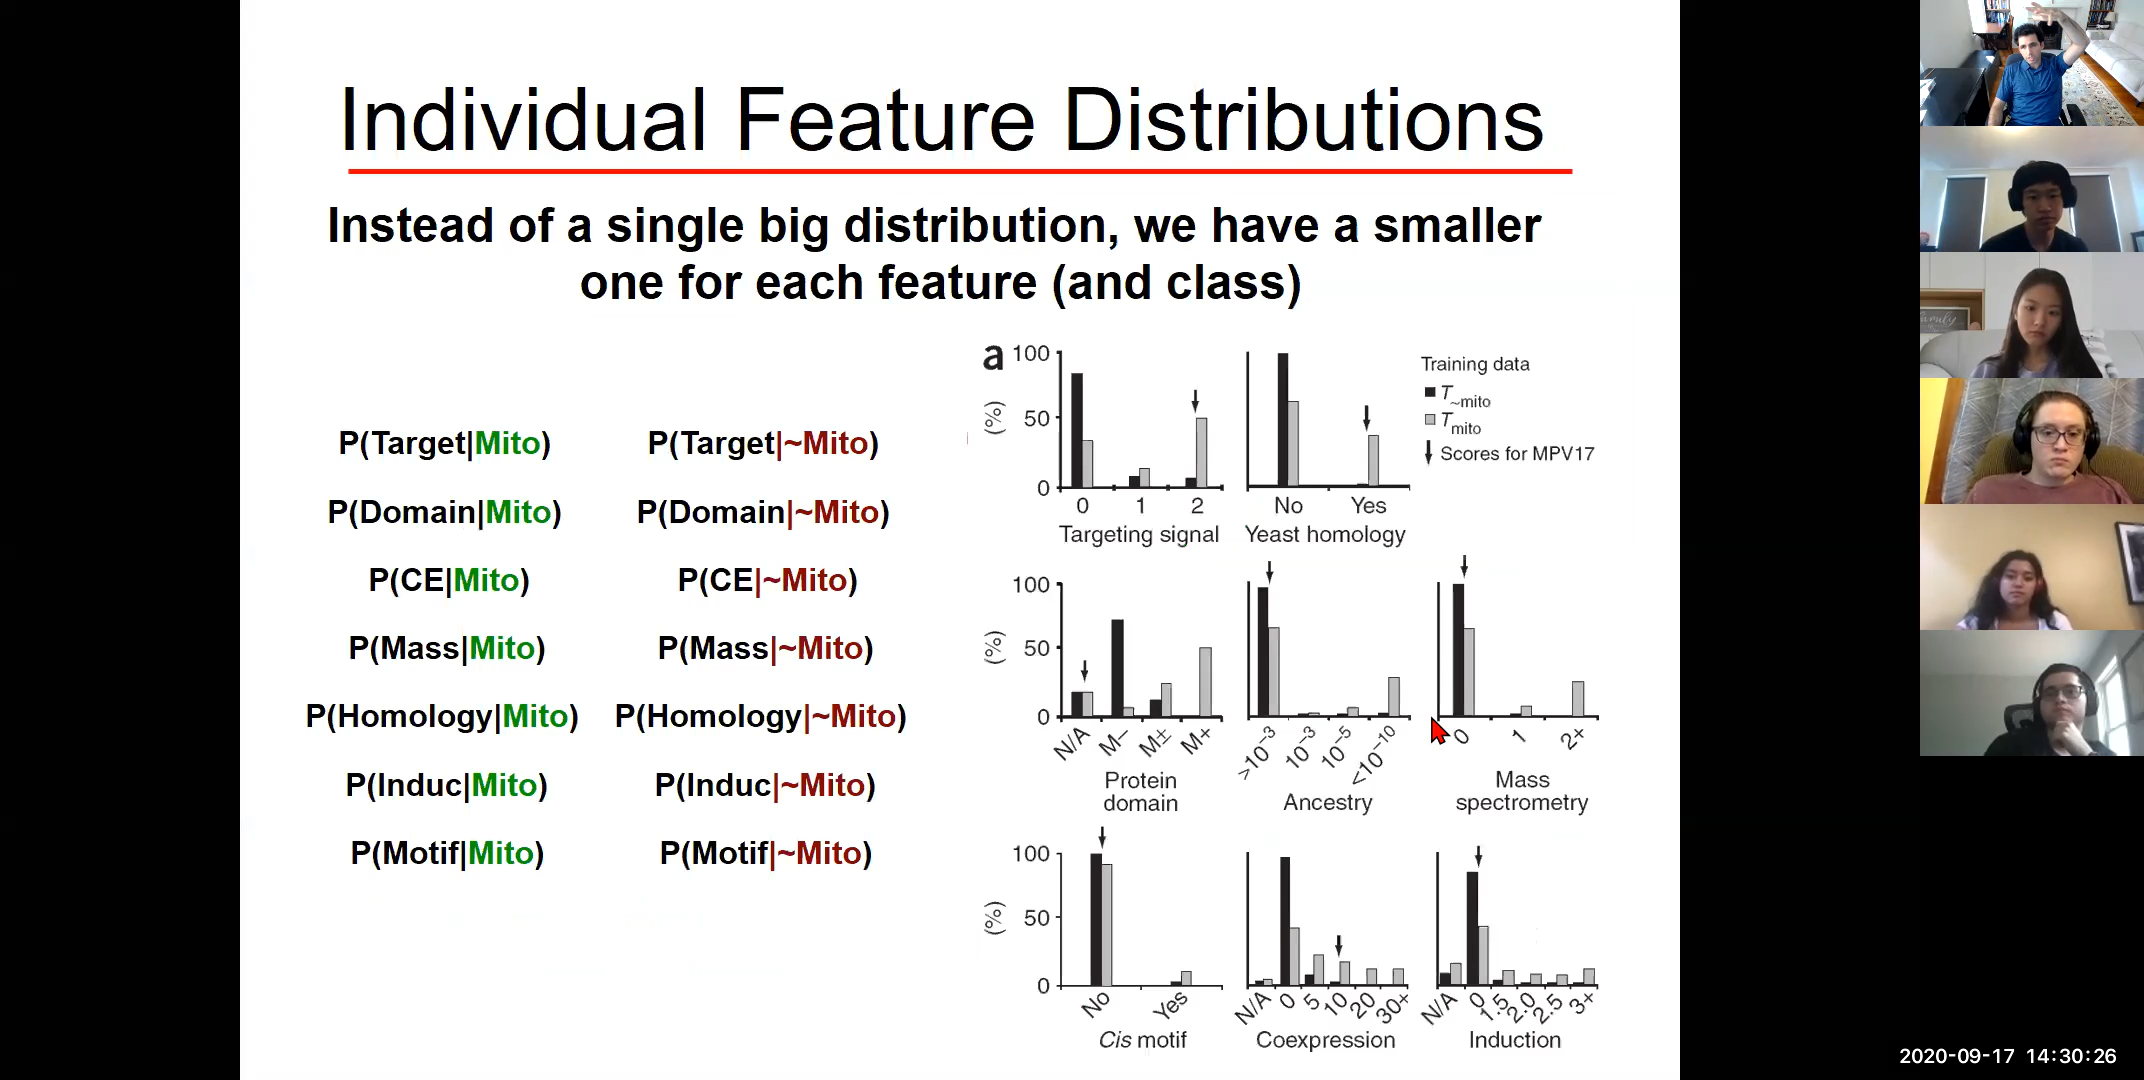 Individual Feature Distributions
Instead of a single big distribution, we have a smaller
one for each feature (and class)
P(Target|Mito) P(Target|~Mito)
P(Domain|Mito) P(Domain|~Mito)
P(CE|Mito) P(CE|~Mito)
P(Mass|Mito) P(Mass|~Mito)
P(Homology|Mito) P(Homology|~Mito)
P(Induc|Mito) P(Induc|~Mito)
P(Motif|Mito) P(Motif|~Mito)
a
100
50
0
(%)
0 1 2
Targeting signal
No Yes
Yeast homology
Training data
T~mito
Tmito
Scores for MPV17
100
50
0
(%)
N/A M− M± M+
Protein
domain
>10−3 10−3 10−5 <10−10
Ancestry
0 1 2+
Mass
spectrometry
100
50
0
(%)
No Yes
Cis motif
N/A 0 5 10 20 30+
Coexpression
N/A 0 1.5 2.0 2.5 3+
Induction
family
2020-09-17 14:30:26